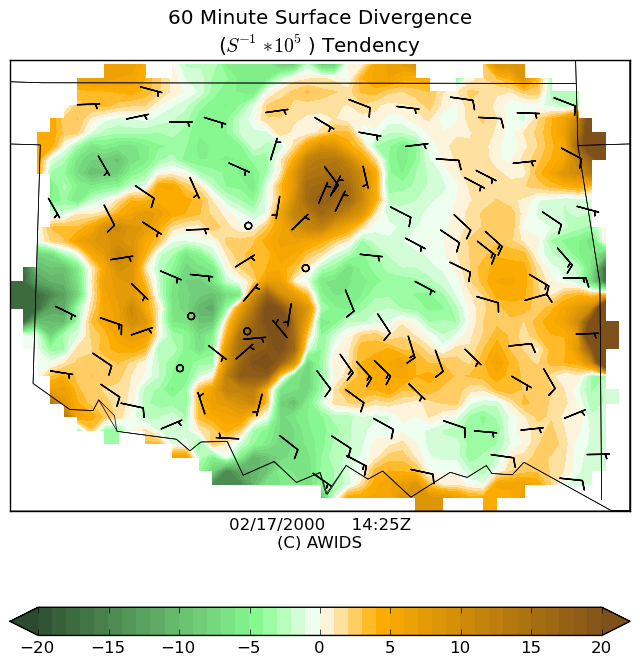 60 Minute Surface Divergence
(S⁻¹ *10⁵ ) Tendency
02/17/2000 14:25Z
(C) AWIDS
−20 −15 −10 −5 0 5 10 15 20